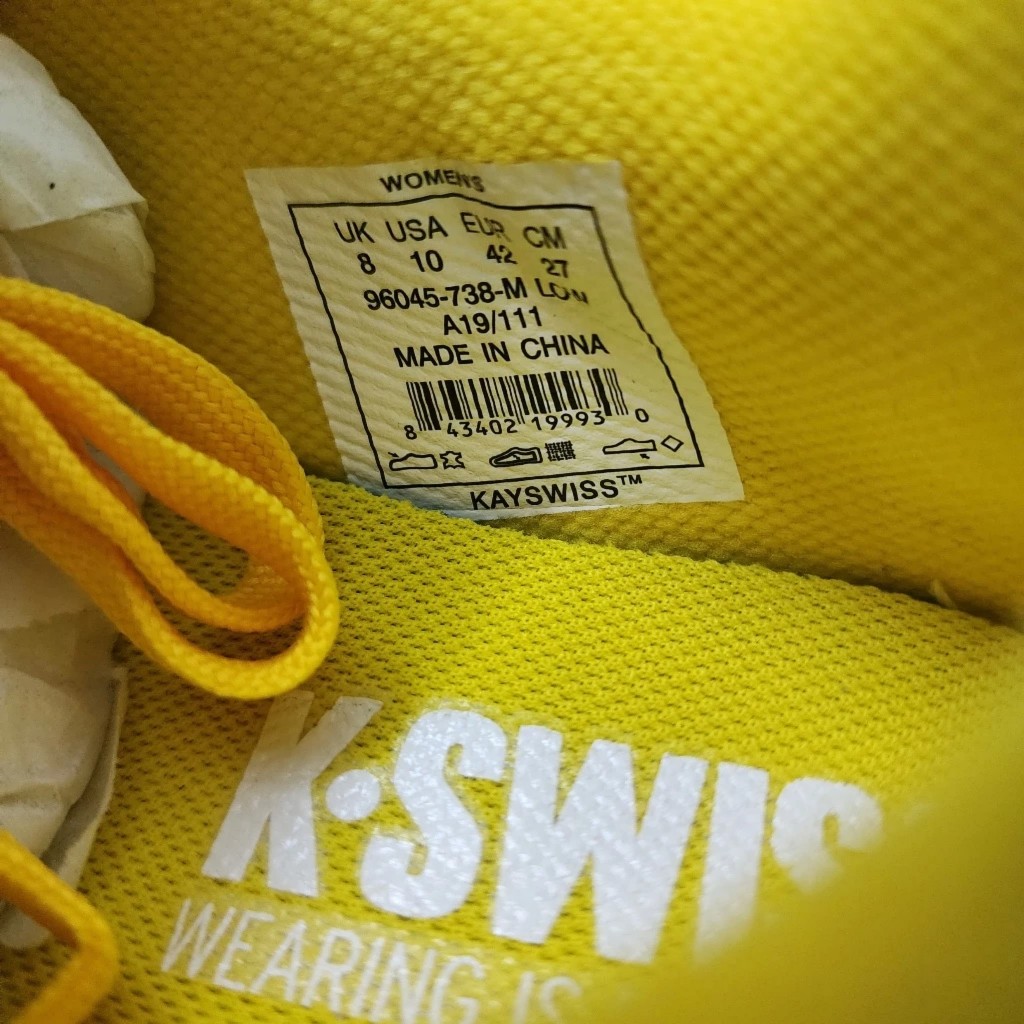 WOMENS
UK USA EUR CM
8 10 42 27
96045-738-M LOW
A19/111
MADE IN CHINA
8 43402 19993 0
KAYSWISS™
K·SWIS
WEARING IS